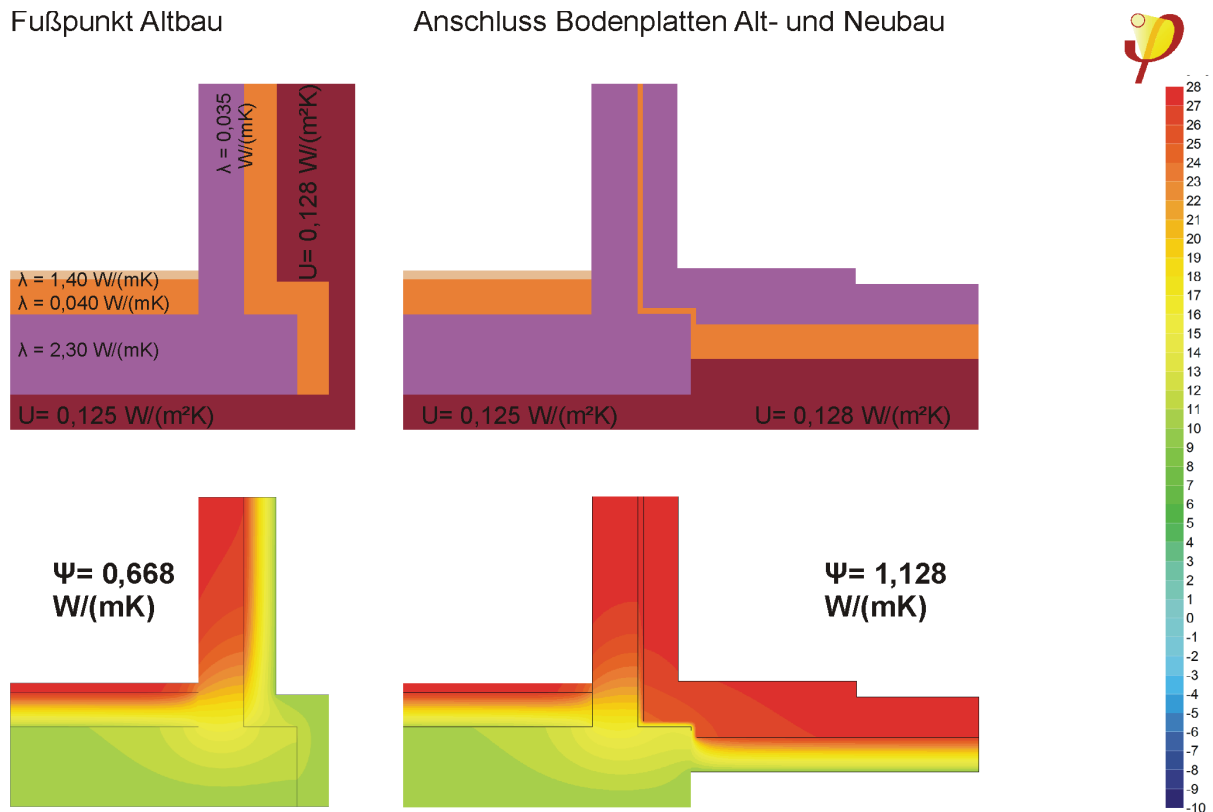 Fußpunkt Altbau
Anschluss Bodenplatten Alt- und Neubau
λ = 0,035
W/(mK)
U= 0,128 W/(m²K)
λ = 1,40 W/(mK)
λ = 0,040 W/(mK)
λ = 2,30 W/(mK)
U= 0,125 W/(m²K)
U= 0,125 W/(m²K)
U= 0,128 W/(m²K)
Ψ= 0,668
W/(mK)
Ψ= 1,128
W/(mK)
28
27
26
25
24
23
22
21
20
19
18
17
16
15
14
13
12
11
10
9
8
7
6
5
4
3
2
1
0
-1
-2
-3
-4
-5
-6
-7
-8
-9
-10